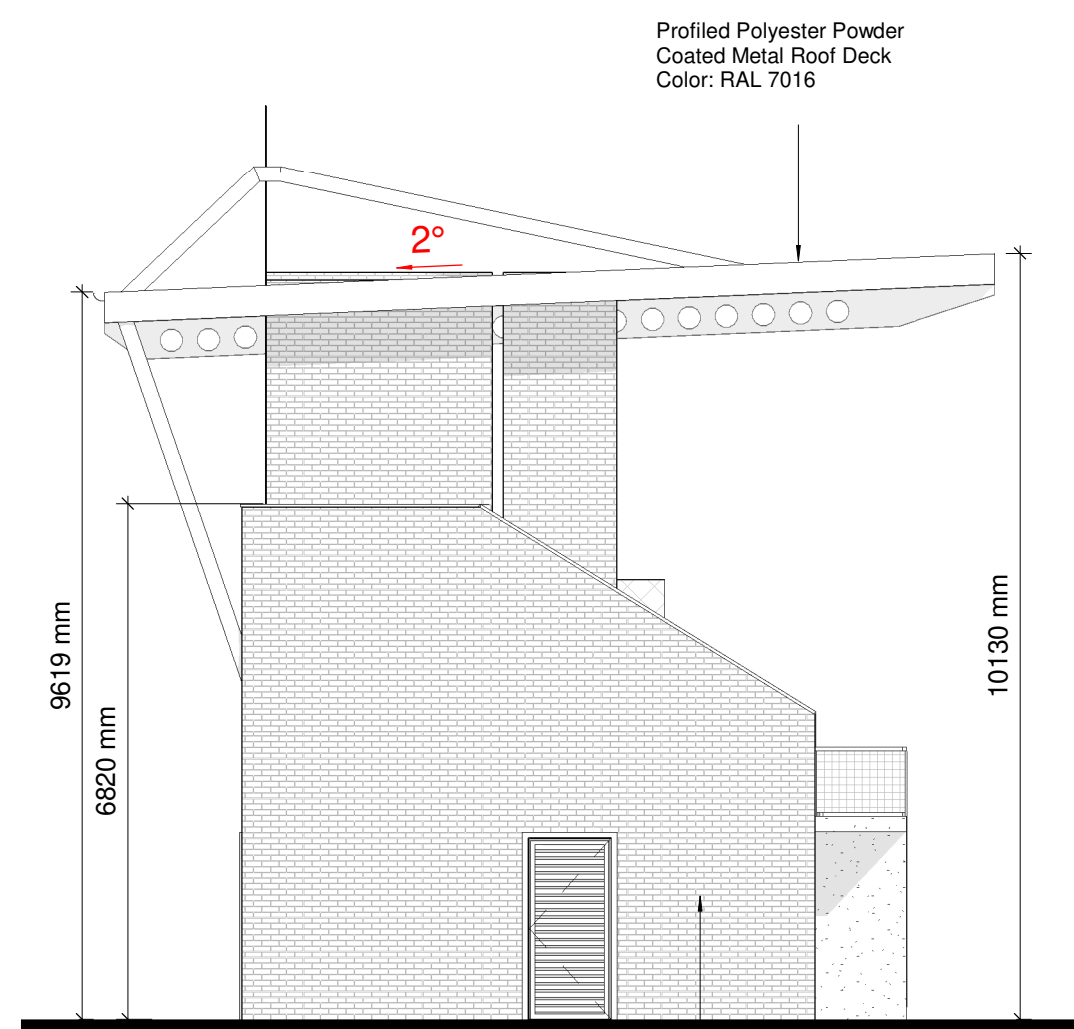 Profiled Polyester Powder
Coated Metal Roof Deck
Color: RAL 7016
2°
9619 mm
6820 mm
10130 mm